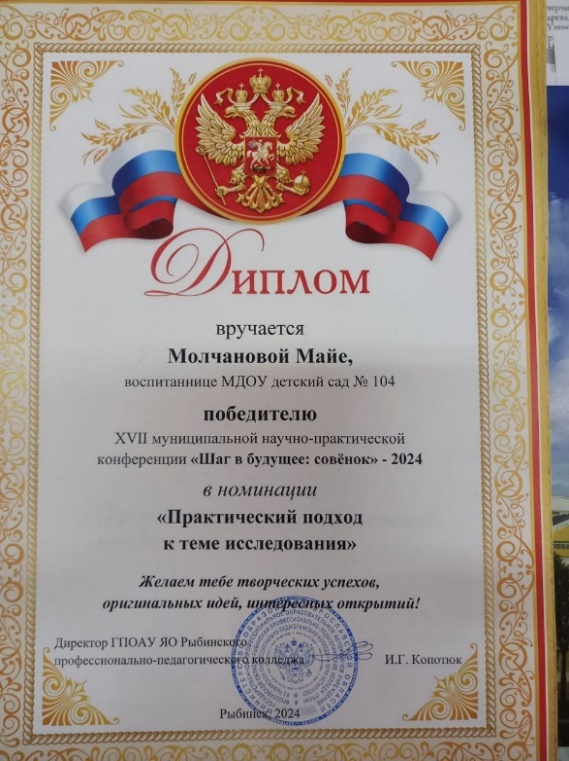 Диплом
вручается
Молчановой Майе,
воспитаннице МДОУ детский сад № 104
победителю
XVII муниципальной научно-практической
конференции «Шаг в будущее: совёнок» - 2024
в номинации
«Практический подход
к теме исследования»
Желаем тебе творческих успехов,
оригинальных идей, интересных открытий!
Директор ГПОАУ ЯО Рыбинского
профессионально-педагогического колледжа
И.Г. Копотюк
Рыбинск, 2024